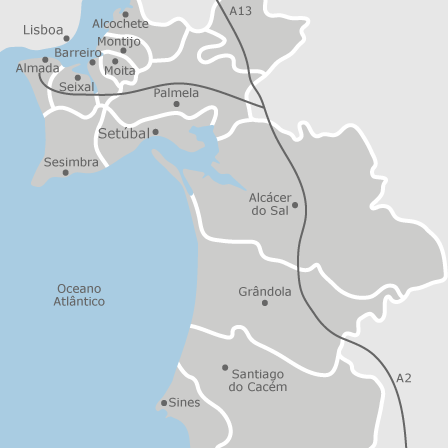 A13
Alcochete
Lisboa
Montijo
Barreiro
Almada
Moita
Seixal
Palmela
Setúbal
Sesimbra
Alcácer
do Sal
Oceano
Atlântico
Grândola
Santiago
do Cacém
A2
Sines